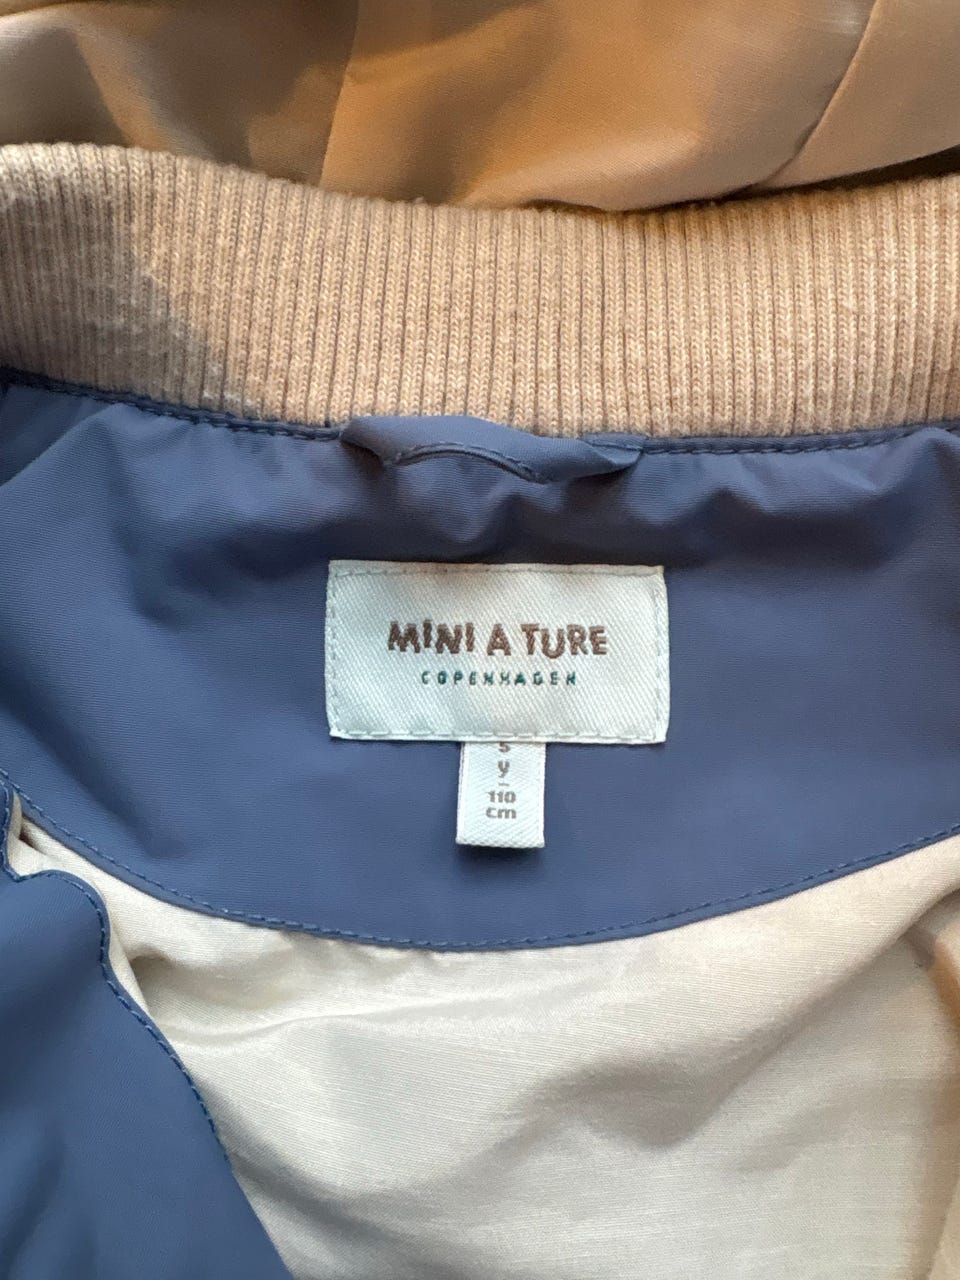 MINI A TURE
COPENHAGEN
5
y
110
cm